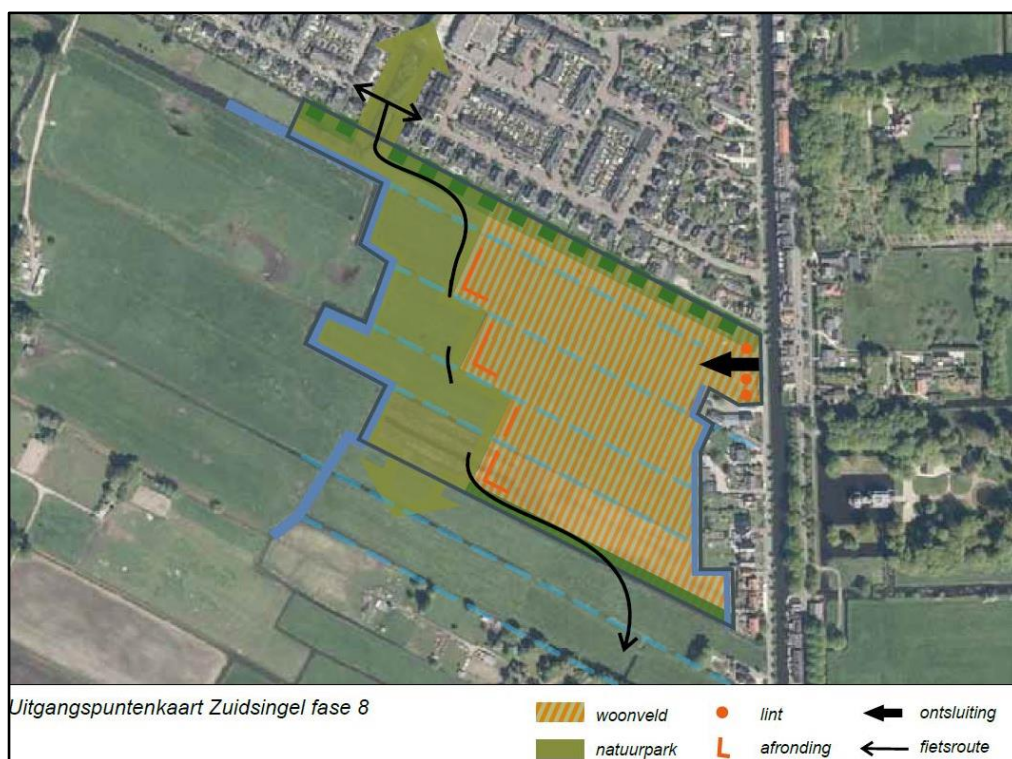 Uitgangspuntenkaart Zuidsingel fase 8
woonveld
lint
ontsluiting
natuurpark
afronding
fietsroute